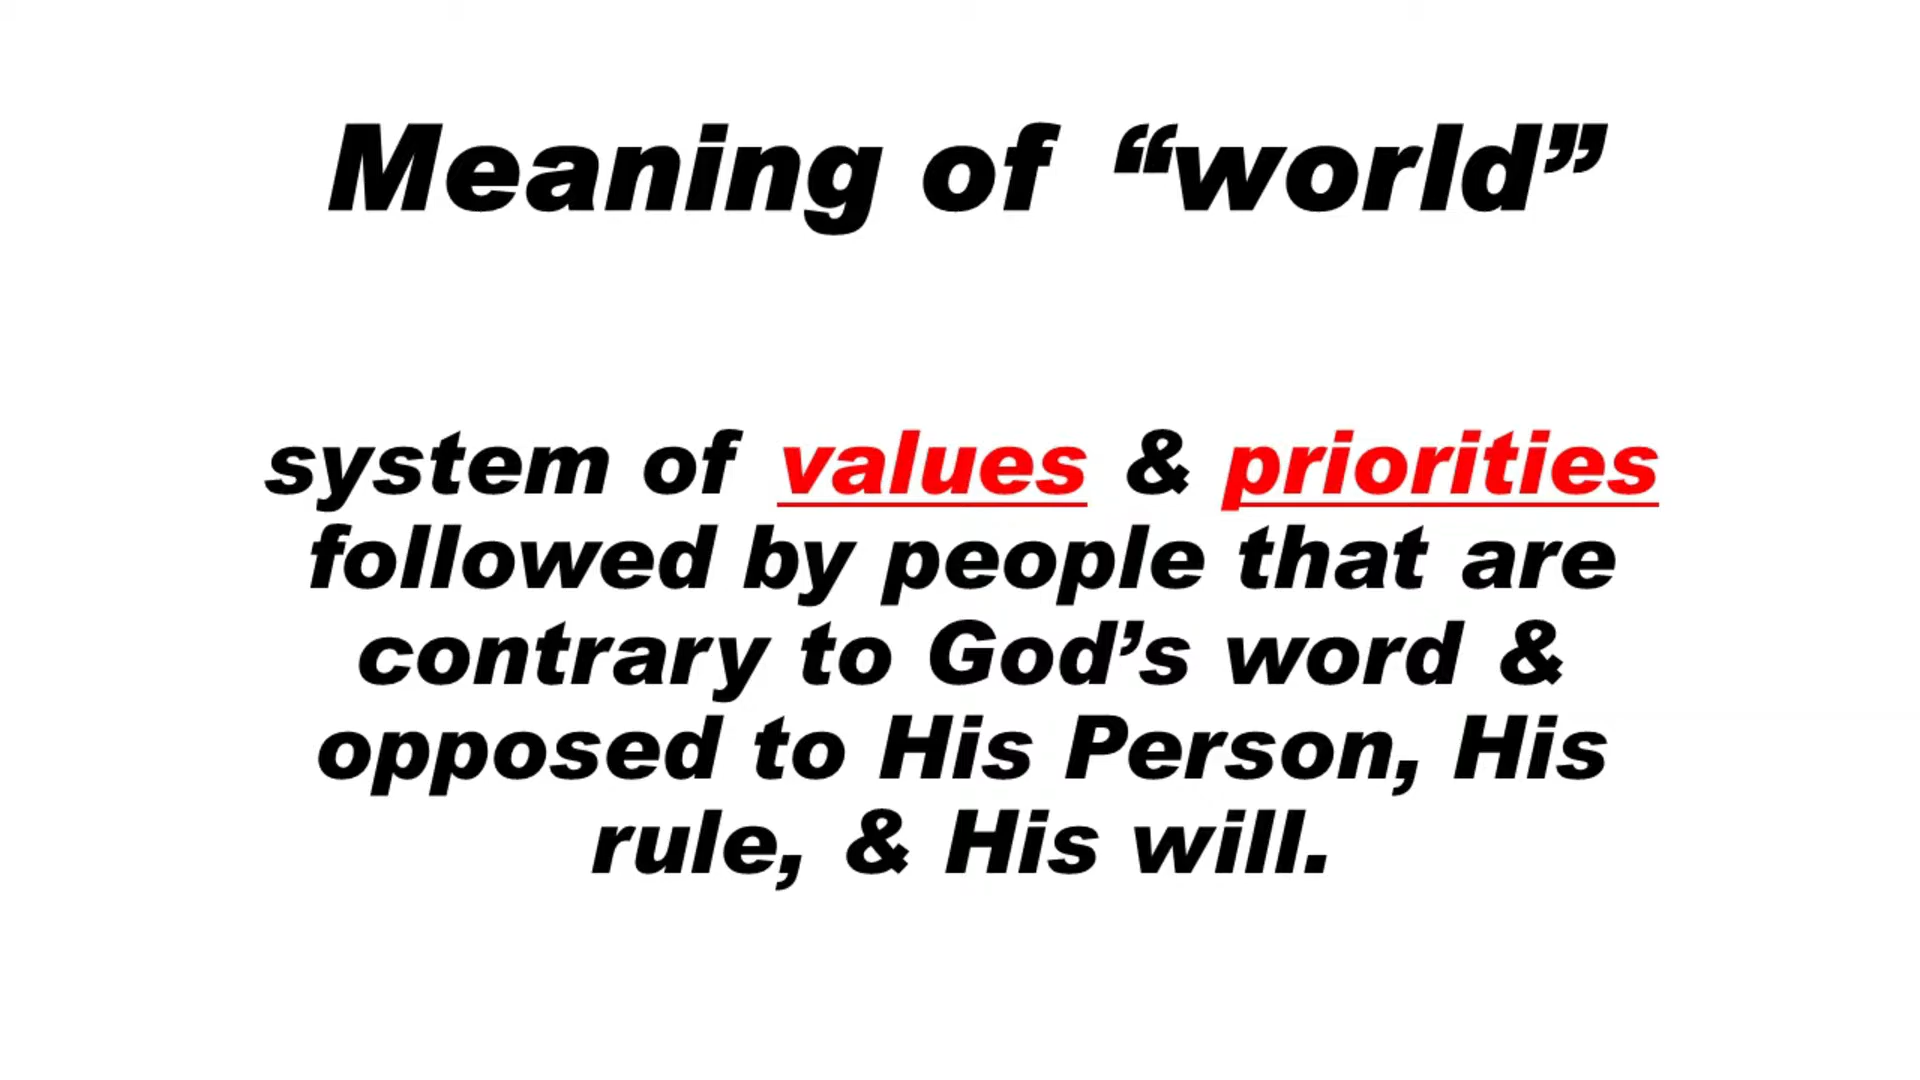 Meaning of “world”
system of values & priorities
followed by people that are
contrary to God’s word &
opposed to His Person, His
rule, & His will.